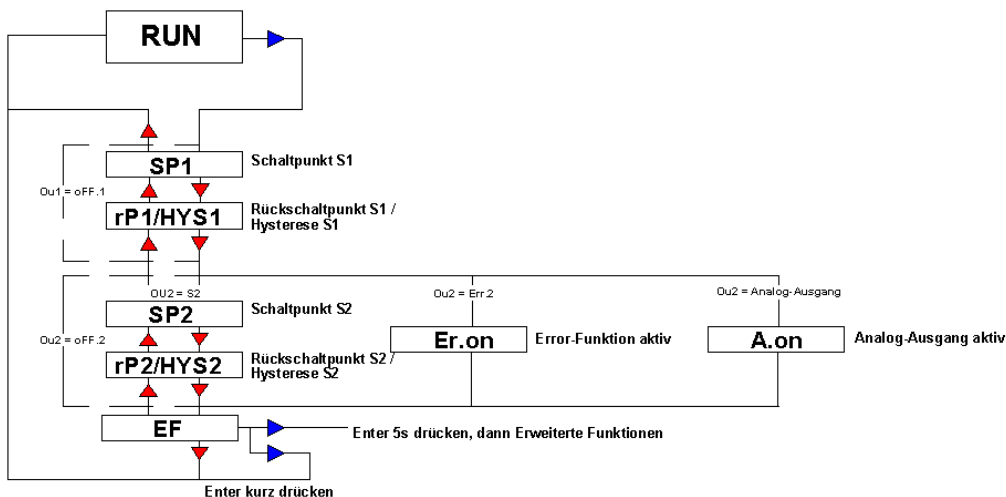 RUN
SP1
Schaltpunkt S1
Ou1 = oFF.1
rP1/HYS1
Rückschaltpunkt S1 /
Hysterese S1
OU2 = S2
Ou2 = Err.2
Ou2 = Analog-Ausgang
SP2
Schaltpunkt S2
Ou2 = oFF.2
Er.on
Error-Funktion aktiv
A.on
Analog-Ausgang aktiv
rP2/HYS2
Rückschaltpunkt S2 /
Hysterese S2
EF
Enter 5s drücken, dann Erweiterte Funktionen
Enter kurz drücken